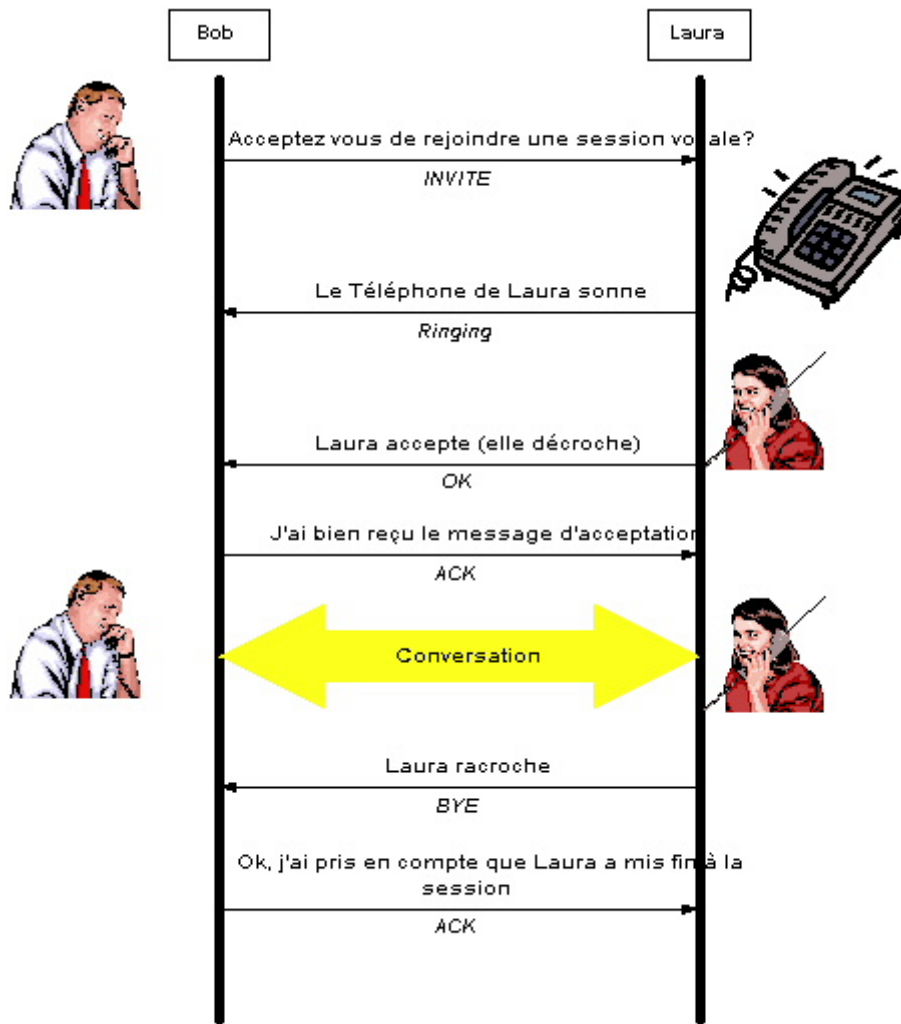 Bob
Laura
Acceptez vous de rejoindre une session vocale?
INVITE
Le Téléphone de Laura sonne
Ringing
Laura accepte (elle décroche)
OK
J'ai bien reçu le message d'acceptation
ACK
Conversation
Laura racroche
BYE
Ok, j'ai pris en compte que Laura a mis fin à la
session
ACK